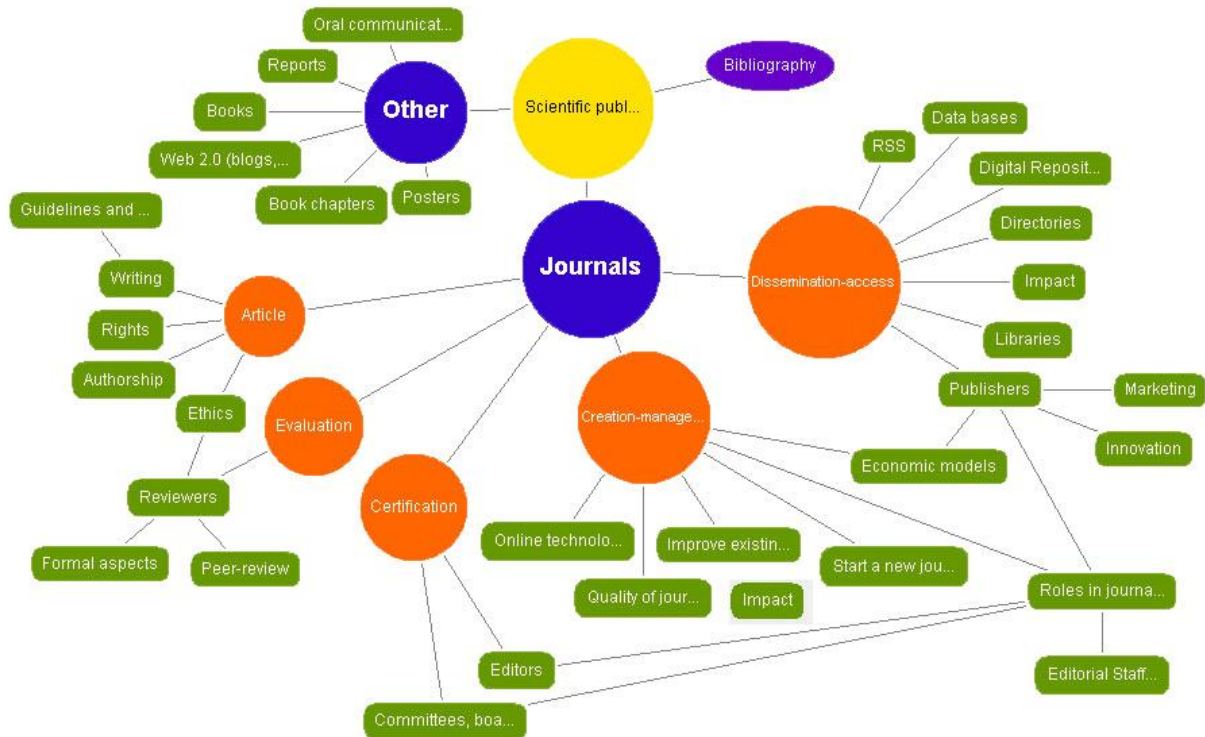 Oral communicat...
Reports
Other
Scientific publ...
Bibliography
Books
Data bases
RSS
Web 2.0 (blogs,...
Digital Reposit...
Book chapters
Posters
Guidelines and ...
Directories
Journals
Writing
Dissemination-access
Impact
Article
Rights
Libraries
Authorship
Publishers
Marketing
Ethics
Creation-manage...
Evaluation
Innovation
Economic models
Reviewers
Certification
Online technolo...
Improve existin...
Formal aspects
Peer-review
Start a new jou...
Quality of jour...
Impact
Roles in journa...
Editors
Editorial Staff...
Committees, boa...